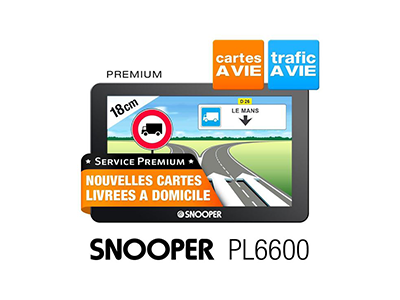 cartes
A VIE
trafic
A VIE
PREMIUM
18cm
D 26
LE MANS
SERVICE PREMIUM
NOUVELLES CARTES
LIVREES A DOMICILE
SNOOPER
SNOOPER PL6600